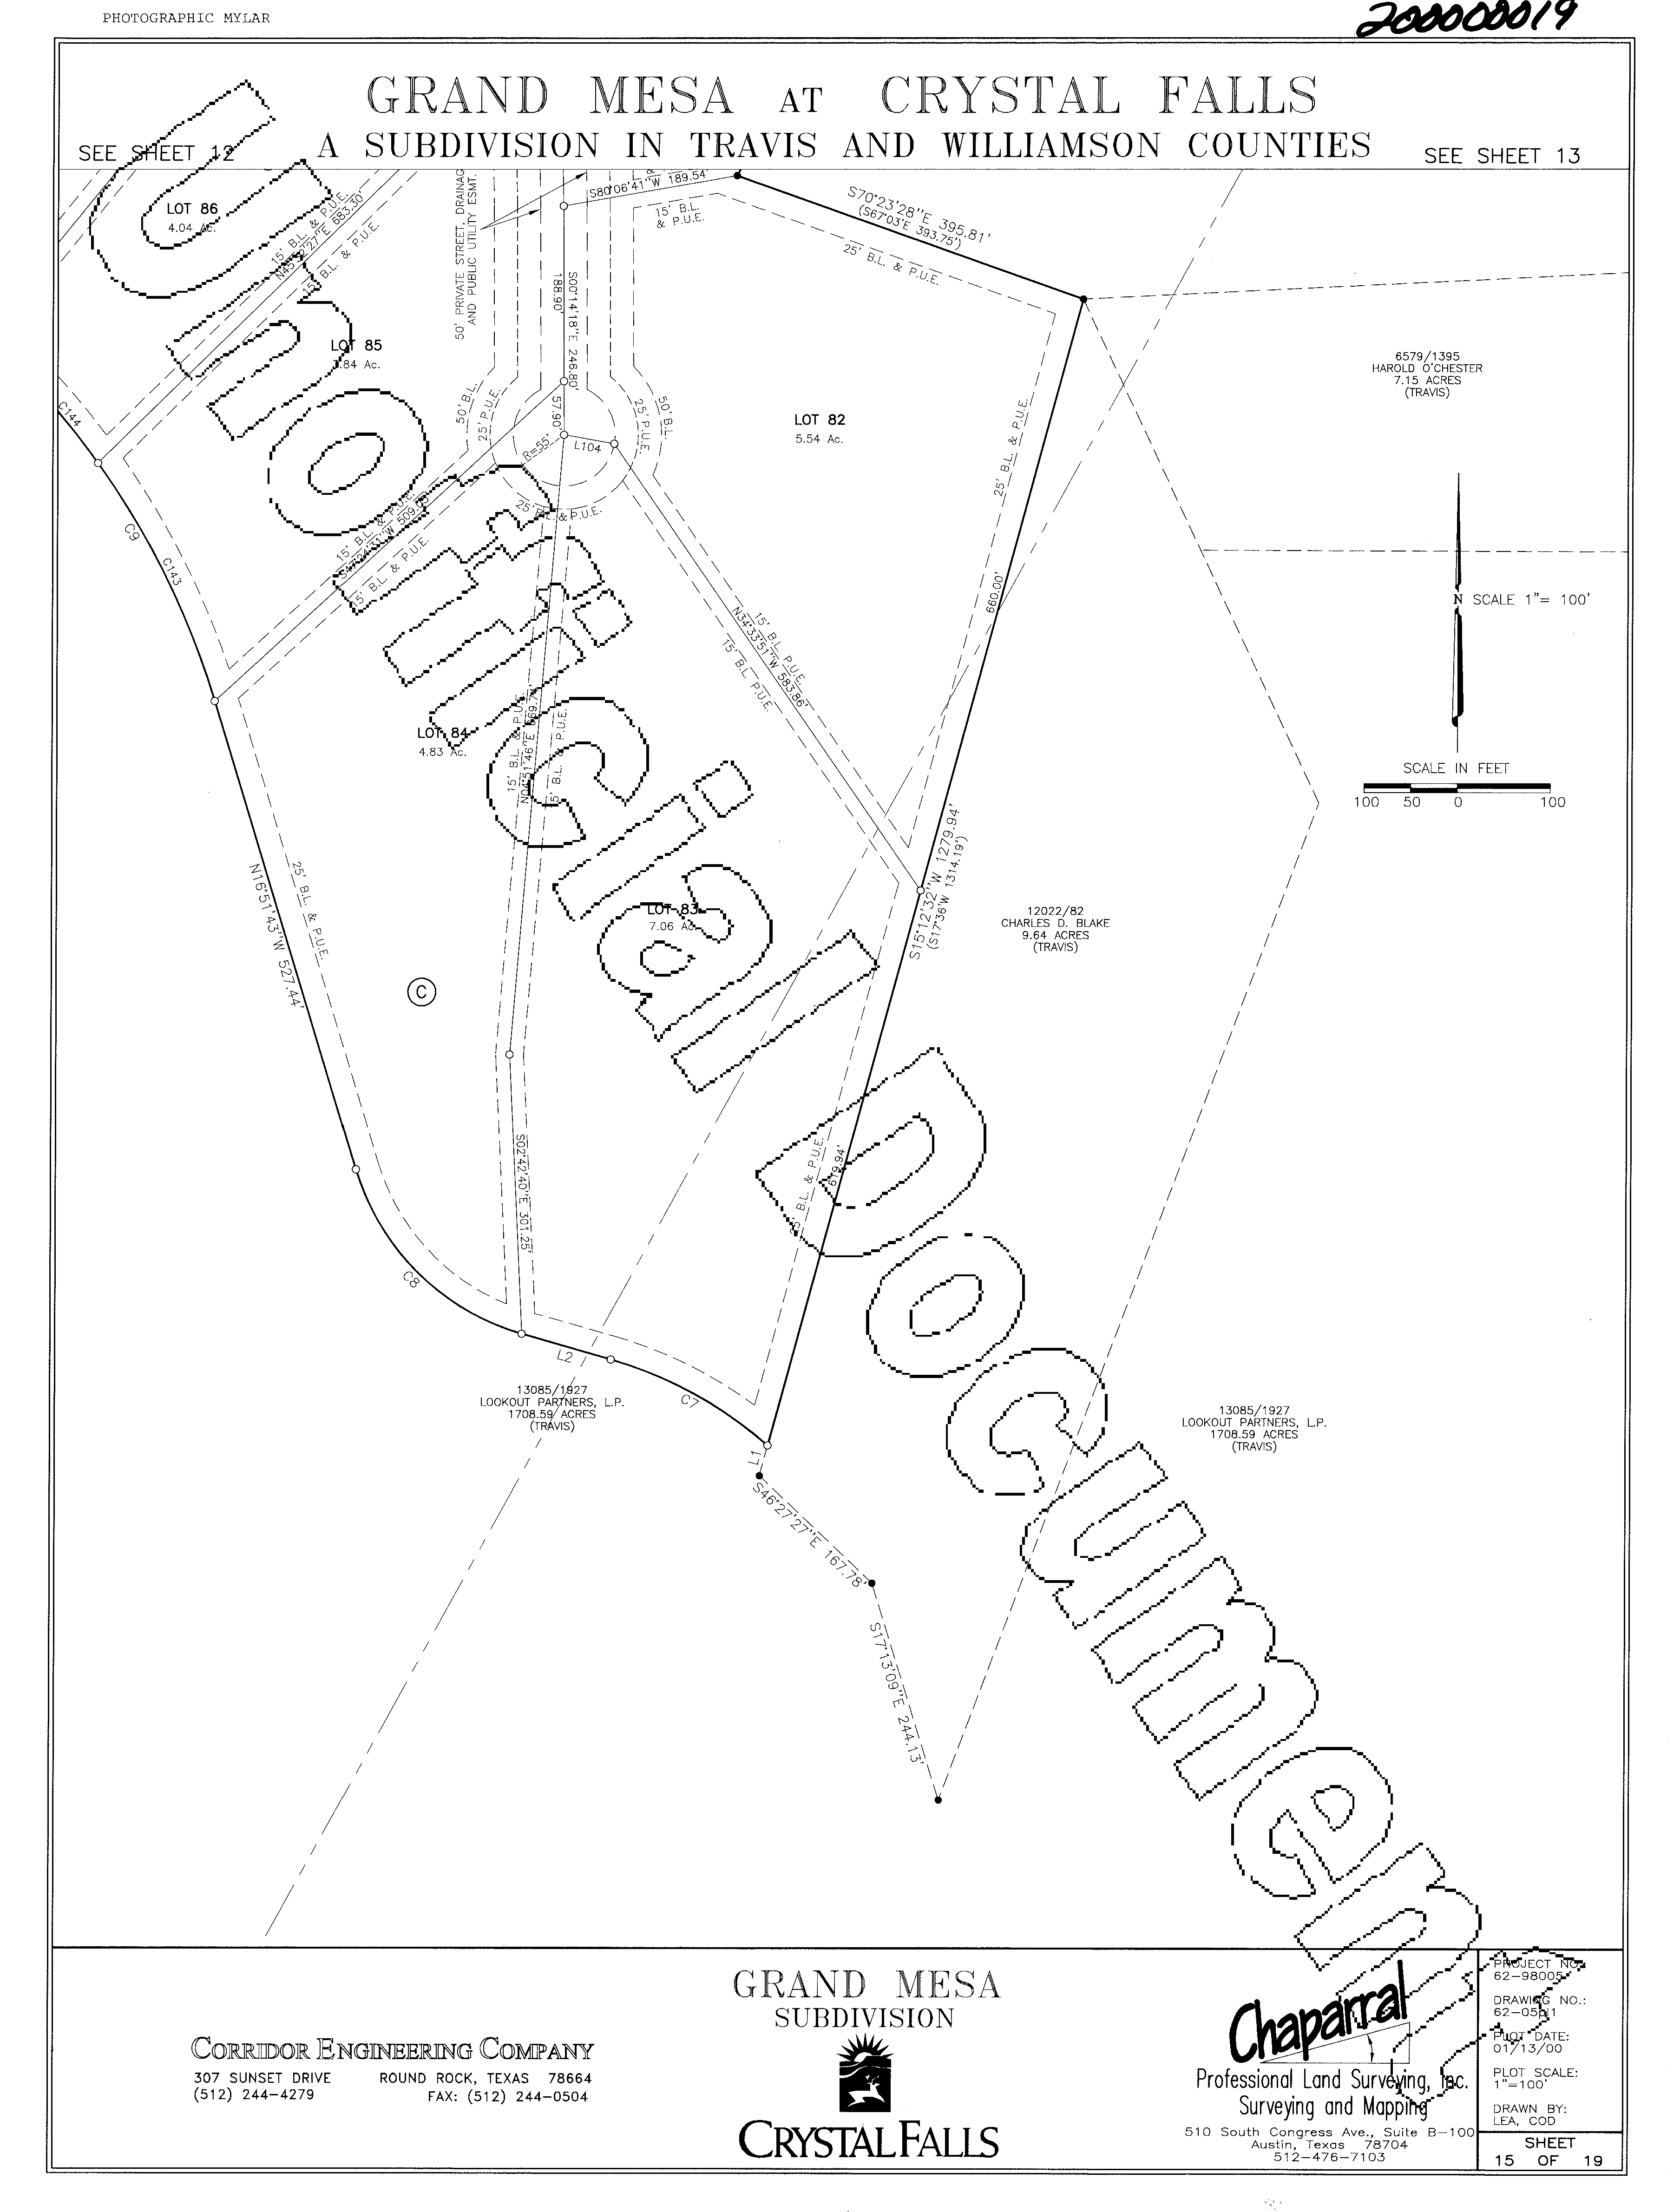 PHOTOGRAPHIC MYLAR
200000019
GRAND MESA AT CRYSTAL FALLS
A SUBDIVISION IN TRAVIS AND WILLIAMSON COUNTIES
SEE SHEET 12
SEE SHEET 13
LOT 86
4.04 Ac.
15' B.L. & P.U.E.
N45°32'27"E 683.30'
15' B.L. & P.U.E.
50' PRIVATE STREET, DRAINAG
AND PUBLIC UTILITY ESMT.
S80°06'41"W 189.54'
15' B.L.
& P.U.E.
S70°23'28"E 395.81'
(S67°03'E 393.75')
25' B.L. & P.U.E.
S00°14'18"E 246.80'
188.90'
57.90'
LOT 85
.84 Ac.
C144
50' B.L.
25' P.U.E.
25' P.U.E.
50' B.L.
R=55'
L104
25' B.L. & P.U.E.
LOT 82
5.54 Ac.
25' B.L. & P.U.E.
660.00'
6579/1395
HAROLD O'CHESTER
7.15 ACRES
(TRAVIS)
C9
C143
15' B.L. & P.U.E.
15' B.L. & P.U.E.
15' B.L. P.U.E.
N34°33'51"W 583.86'
15' B.L. P.U.E.
N SCALE 1"= 100'
SCALE IN FEET
100 50 0 100
LOT 84
4.83 Ac.
15' B.L. & P.U.E.
N04°51'46"E
15' B.L. & P.U.E.
S15°12'32"W 1279.94'
(S17°36'W 1314.19')
LOT 83
7.06 Ac.
12022/82
CHARLES D. BLAKE
9.64 ACRES
(TRAVIS)
N16°51'43"W 527.44'
25' B.L. & P.U.E.
C
S02°42'40"E 301.25'
25' B.L. & P.U.E.
619.94'
C8
L2
C7
L1
13085/1927
LOOKOUT PARTNERS, L.P.
1708.59 ACRES
(TRAVIS)
13085/1927
LOOKOUT PARTNERS, L.P.
1708.59 ACRES
(TRAVIS)
S46°27'27"E 167.78'
S17°13'09"E 244.13'
Unofficial Document
CORRIDOR ENGINEERING COMPANY
307 SUNSET DRIVE ROUND ROCK, TEXAS 78664
(512) 244-4279 FAX: (512) 244-0504
GRAND MESA
SUBDIVISION
CRYSTAL FALLS
Chaparral
Professional Land Surveying, Inc.
Surveying and Mapping
510 South Congress Ave., Suite B-100
Austin, Texas 78704
512-476-7103
PROJECT NO.:
62-98005
DRAWING NO.:
PLOT DATE:
01/13/00
PLOT SCALE:
1"=100'
DRAWN BY:
LEA, COD
SHEET
15 OF 19